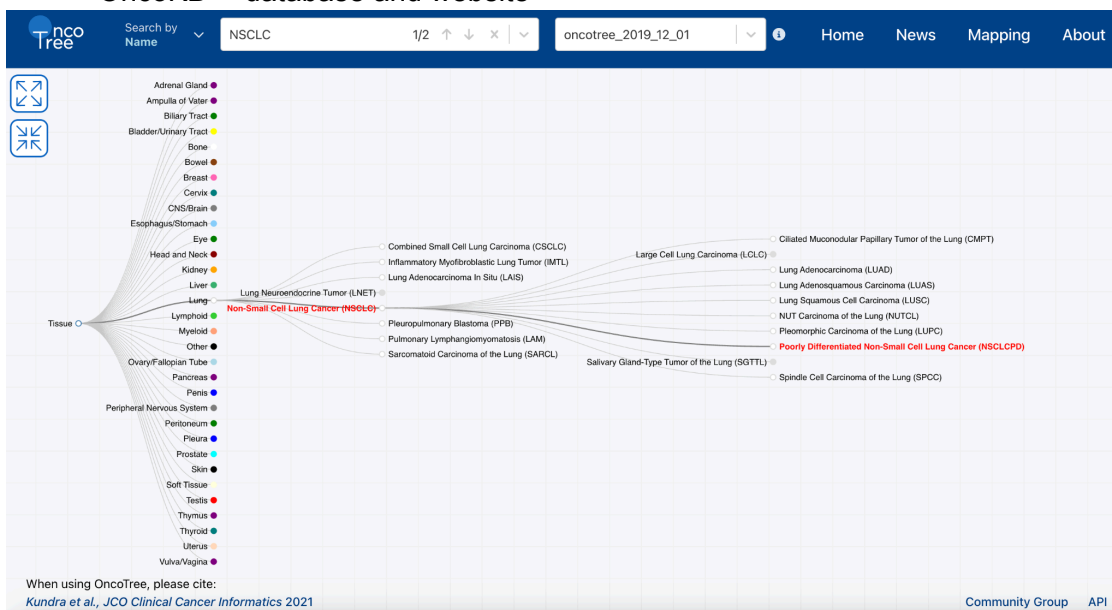 OncoKB™ database and website
OncoTree
Search by
Name
NSCLC
1/2
oncotree_2019_12_01
Home
News
Mapping
About
Adrenal Gland
Ampulla of Vater
Biliary Tract
Bladder/Urinary Tract
Bone
Bowel
Breast
Cervix
CNS/Brain
Esophagus/Stomach
Eye
Head and Neck
Kidney
Liver
Lung
Lymphoid
Tissue
Myeloid
Other
Ovary/Fallopian Tube
Pancreas
Penis
Peripheral Nervous System
Peritoneum
Pleura
Prostate
Skin
Soft Tissue
Testis
Thymus
Thyroid
Uterus
Vulva/Vagina
Combined Small Cell Lung Carcinoma (CSCLC)
Inflammatory Myofibroblastic Lung Tumor (IMTL)
Lung Adenocarcinoma In Situ (LAIS)
Lung Neuroendocrine Tumor (LNET)
Non-Small Cell Lung Cancer (NSCLC)
Pleuropulmonary Blastoma (PPB)
Pulmonary Lymphangiomyomatosis (LAM)
Sarcomatoid Carcinoma of the Lung (SARCL)
Ciliated Muconodular Papillary Tumor of the Lung (CMPT)
Large Cell Lung Carcinoma (LCLC)
Lung Adenocarcinoma (LUAD)
Lung Adenosquamous Carcinoma (LUAS)
Lung Squamous Cell Carcinoma (LUSC)
NUT Carcinoma of the Lung (NUTCL)
Pleomorphic Carcinoma of the Lung (LUPC)
Poorly Differentiated Non-Small Cell Lung Cancer (NSCLCPD)
Salivary Gland-Type Tumor of the Lung (SGTTL)
Spindle Cell Carcinoma of the Lung (SPCC)
When using OncoTree, please cite:
Kundra et al., JCO Clinical Cancer Informatics 2021
Community Group
API